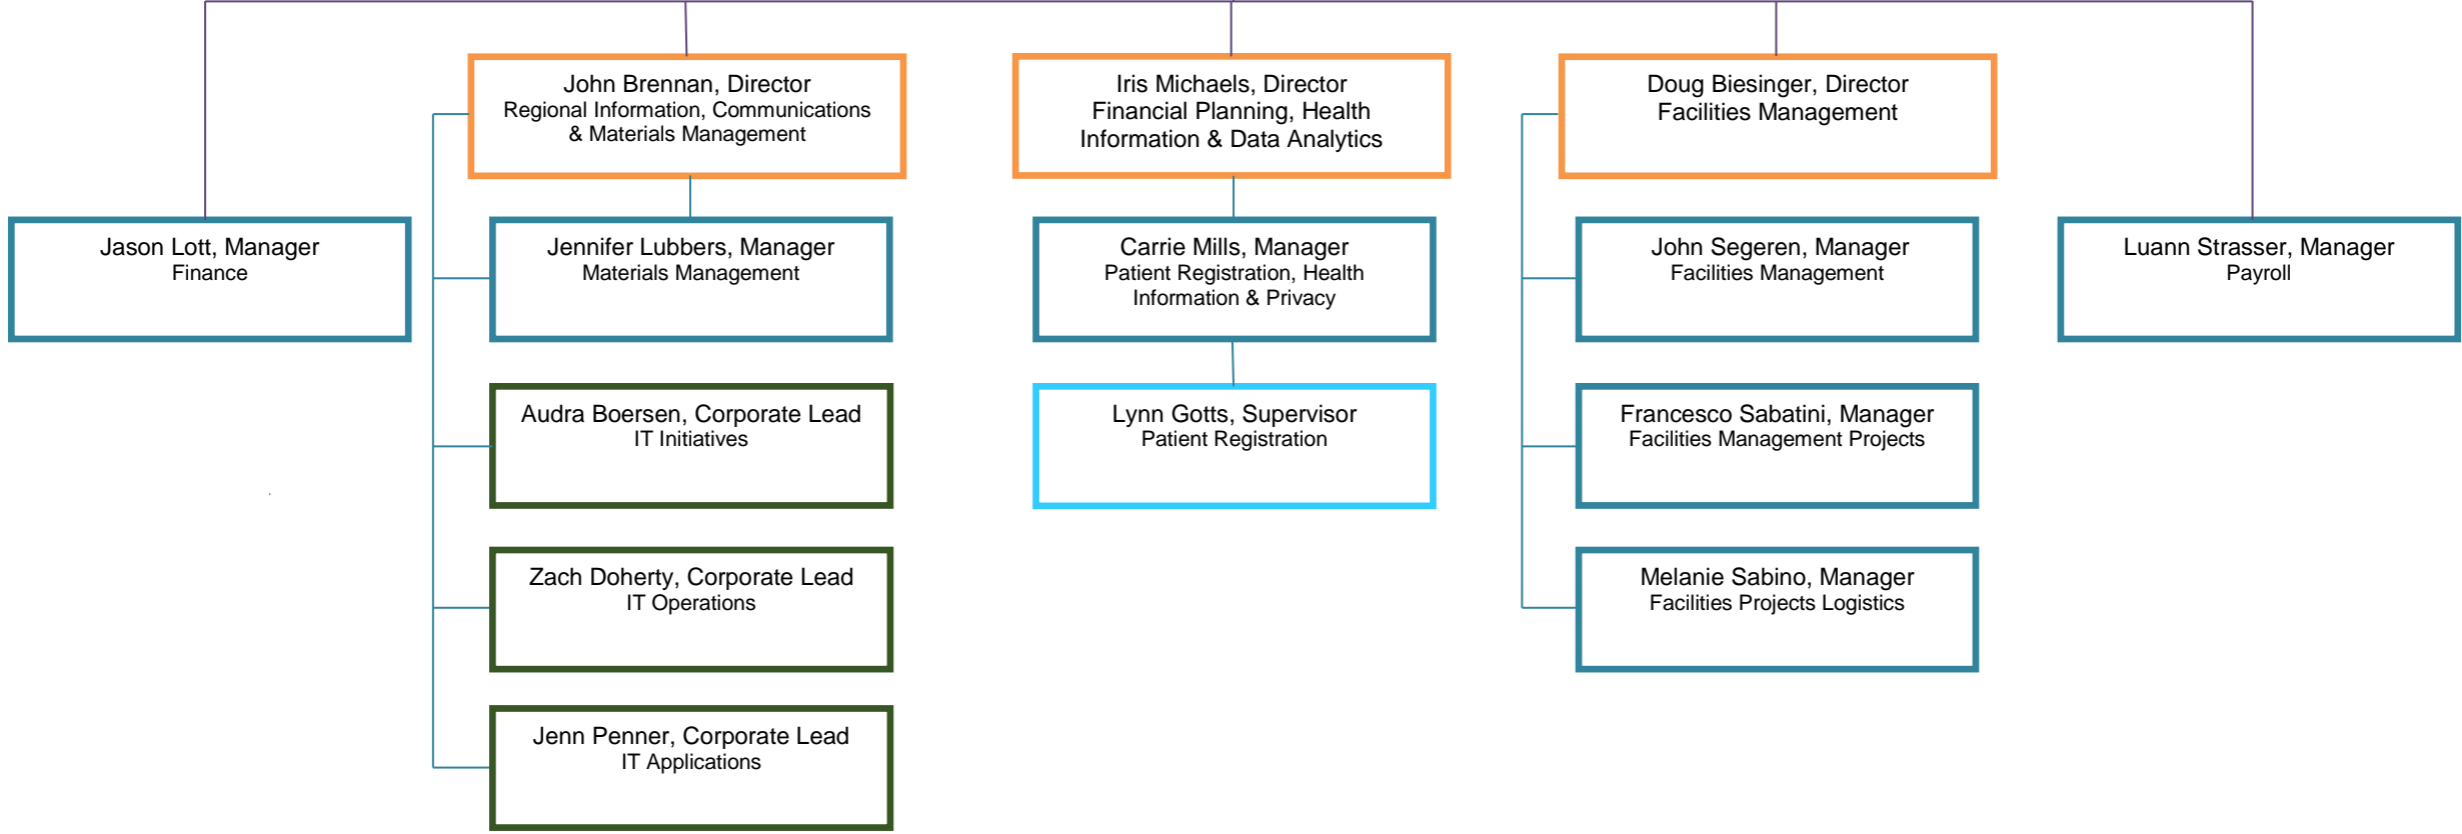 John Brennan, Director
Regional Information, Communications
& Materials Management
Iris Michaels, Director
Financial Planning, Health
Information & Data Analytics
Doug Biesinger, Director
Facilities Management
Jason Lott, Manager
Finance
Jennifer Lubbers, Manager
Materials Management
Carrie Mills, Manager
Patient Registration, Health
Information & Privacy
John Segeren, Manager
Facilities Management
Luann Strasser, Manager
Payroll
Audra Boersen, Corporate Lead
IT Initiatives
Lynn Gotts, Supervisor
Patient Registration
Francesco Sabatini, Manager
Facilities Management Projects
Zach Doherty, Corporate Lead
IT Operations
Melanie Sabino, Manager
Facilities Projects Logistics
Jenn Penner, Corporate Lead
IT Applications